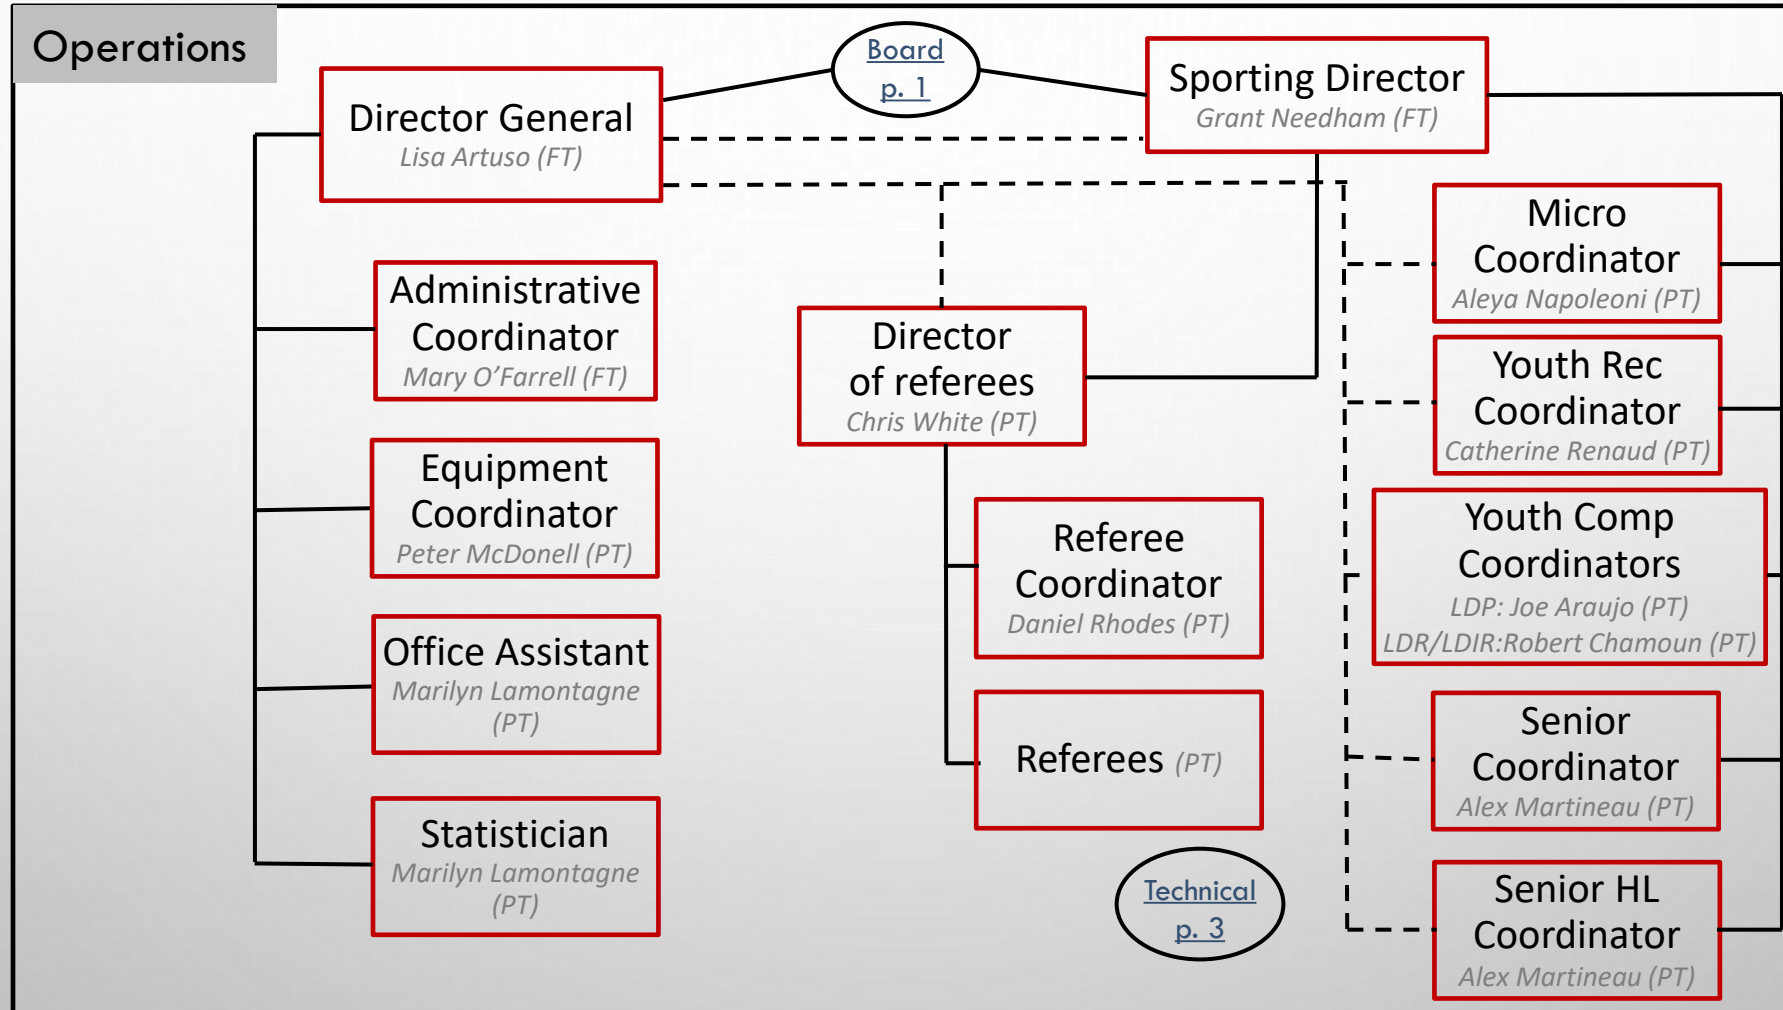 Operations
Board
p. 1
Director General
Lisa Artuso (FT)
Sporting Director
Grant Needham (FT)
Administrative
Coordinator
Mary O’Farrell (FT)
Equipment
Coordinator
Peter McDonell (PT)
Office Assistant
Marilyn Lamontagne
(PT)
Statistician
Marilyn Lamontagne
(PT)
Director
of referees
Chris White (PT)
Referee
Coordinator
Daniel Rhodes (PT)
Referees (PT)
Technical
p. 3
Micro
Coordinator
Aleya Napoleoni (PT)
Youth Rec
Coordinator
Catherine Renaud (PT)
Youth Comp
Coordinators
LDP: Joe Araujo (PT)
LDR/LDIR:Robert Chamoun (PT)
Senior
Coordinator
Alex Martineau (PT)
Senior HL
Coordinator
Alex Martineau (PT)